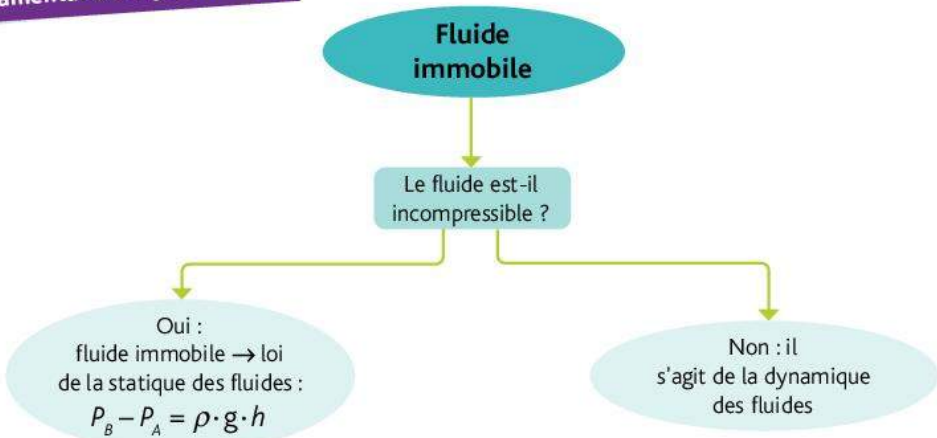 Fluide
immobile
Le fluide est-il
incompressible ?
Oui :
fluide immobile → loi
de la statique des fluides :
P_B – P_A = ρ·g·h
Non : il
s'agit de la dynamique
des fluides